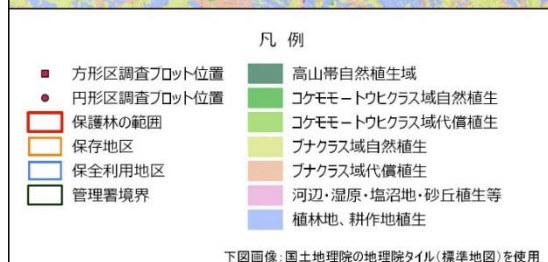 凡 例
方形区調査プロット位置
円形区調査プロット位置
保護林の範囲
保存地区
保全利用地区
管理署境界
高山帯自然植生域
コケモモートウヒクラス域自然植生
コケモモートウヒクラス域代償植生
ブナクラス域自然植生
ブナクラス域代償植生
河辺・湿原・塩沼地・砂丘植生等
植林地、耕作地植生
下図画像：国土地理院の地理院タイル(標準地図)を使用